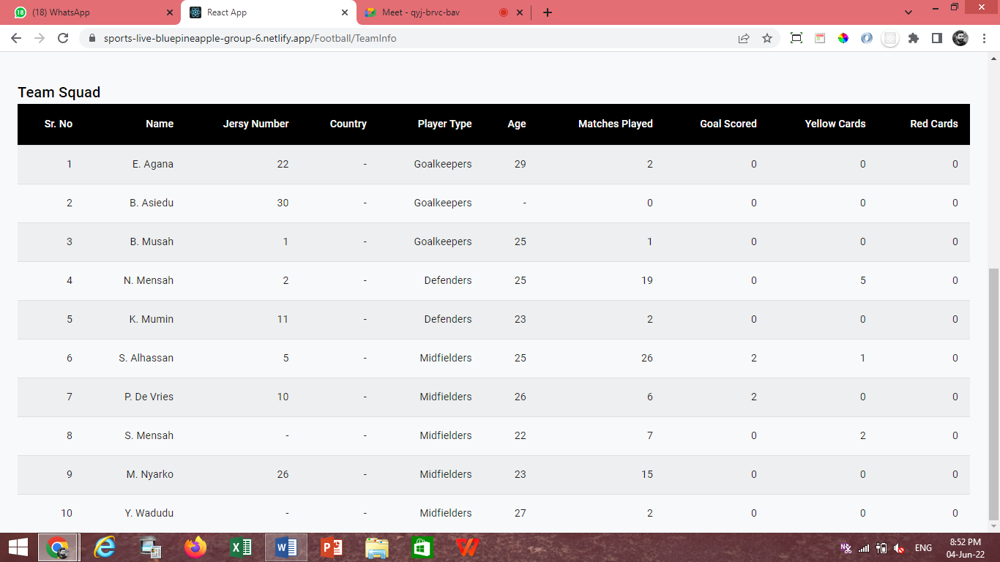 (18) WhatsApp
React App
Meet - qyj-brvc-bav
sports-live-bluepineapple-group-6.netlify.app/Football/TeamInfo
Team Squad
Sr. No Name Jersy Number Country Player Type Age Matches Played Goal Scored Yellow Cards Red Cards
1 E. Agana 22 - Goalkeepers 29 2 0 0 0
2 B. Asiedu 30 - Goalkeepers - 0 0 0 0
3 B. Musah 1 - Goalkeepers 25 1 0 0 0
4 N. Mensah 2 - Defenders 25 19 0 5 0
5 K. Mumin 11 - Defenders 23 2 0 0 0
6 S. Alhassan 5 - Midfielders 25 26 2 1 0
7 P. De Vries 10 - Midfielders 26 6 2 0 0
8 S. Mensah - - Midfielders 22 7 0 2 0
9 M. Nyarko 26 - Midfielders 23 15 0 0 0
10 Y. Wadudu - - Midfielders 27 2 0 0 0
ENG
8:52 PM
04-Jun-22